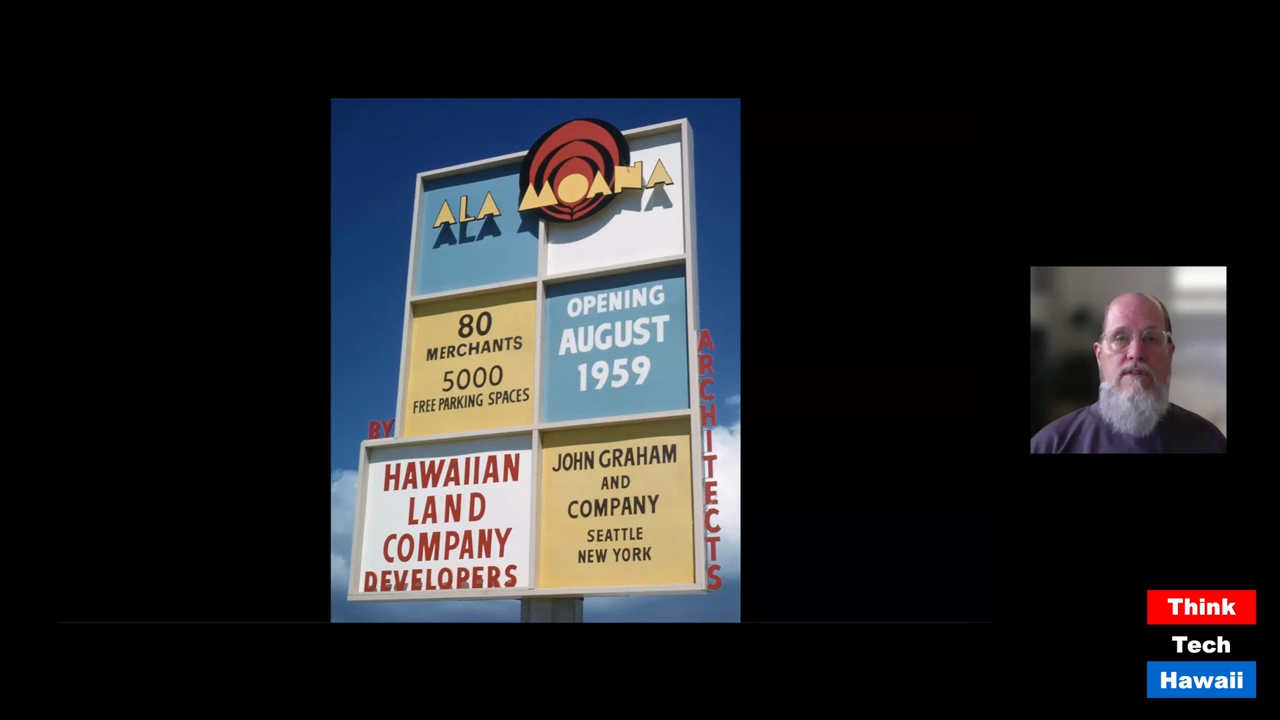 ALA MOANA
80
MERCHANTS
5000
FREE PARKING SPACES
OPENING
AUGUST
1959
BY
HAWAIIAN
LAND
COMPANY
DEVELOPERS
JOHN GRAHAM
AND
COMPANY
SEATTLE
NEW YORK
ARCHITECTS
Think
Tech
Hawaii